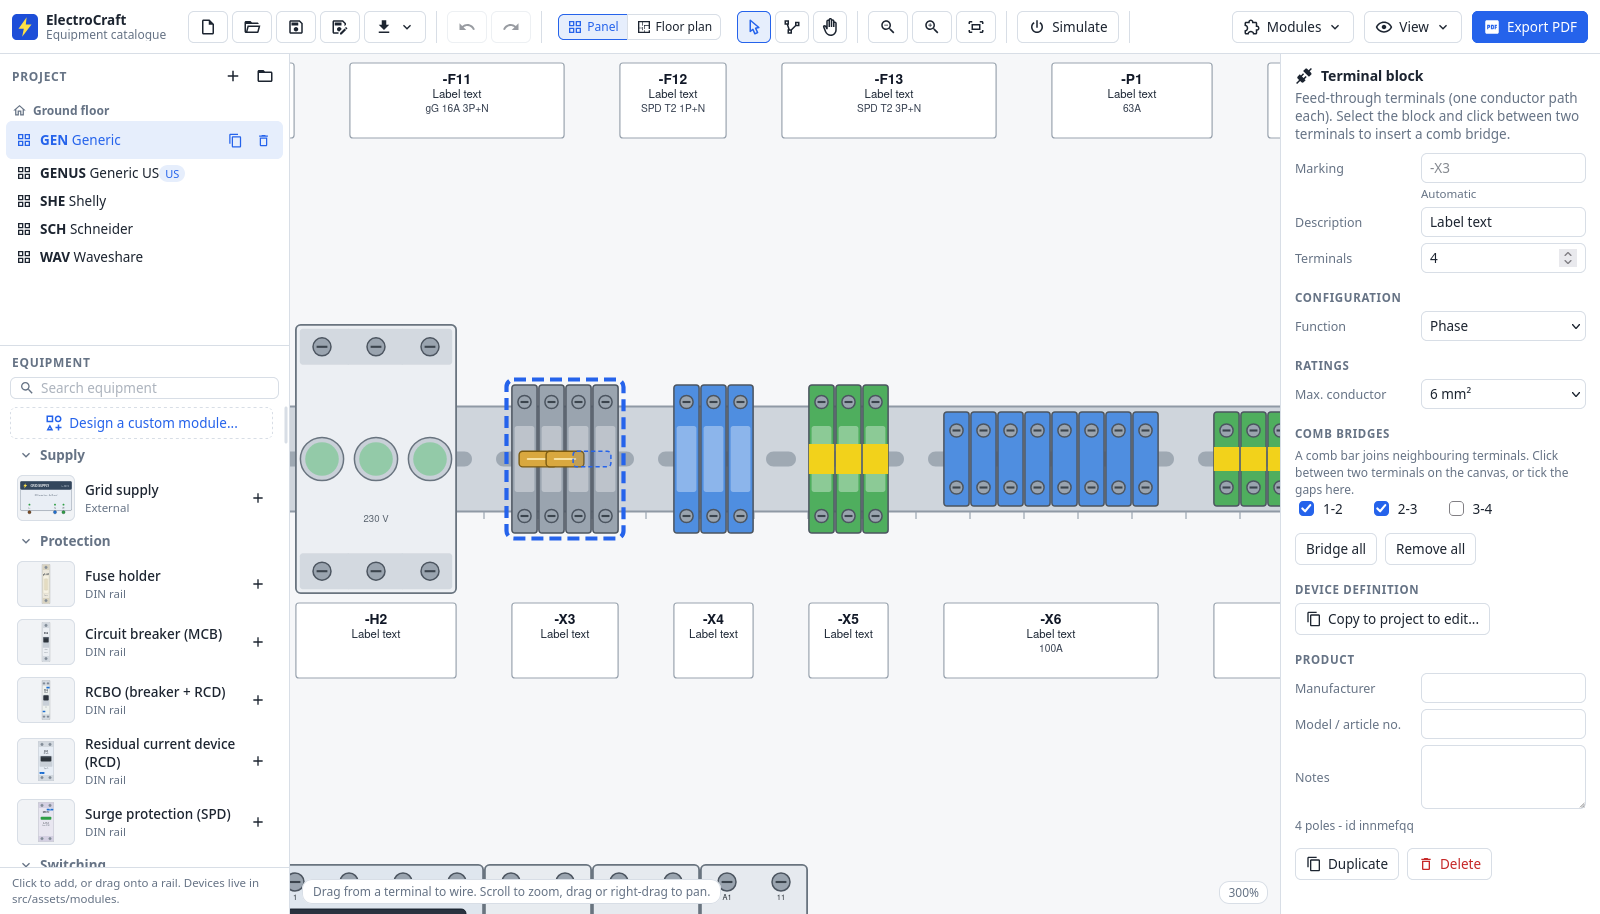 ElectroCraft
Equipment catalogue
Panel
Floor plan
Simulate
Modules
View
PDF
Export PDF
PROJECT
Ground floor
GEN Generic
GENUS Generic US US
SHE Shelly
SCH Schneider
WAV Waveshare
EQUIPMENT
Search equipment
Design a custom module...
Supply
Grid supply
External
Protection
Fuse holder
DIN rail
Circuit breaker (MCB)
DIN rail
RCBO (breaker + RCD)
DIN rail
Residual current device
(RCD)
DIN rail
Surge protection (SPD)
DIN rail
Switching
Click to add, or drag onto a rail. Devices live in
src/assets/modules.
-F11
Label text
gG 16A 3P+N
-F12
Label text
SPD T2 1P+N
-F13
Label text
SPD T2 3P+N
-P1
Label text
63A
230 V
-H2
Label text
-X3
Label text
-X4
Label text
-X5
Label text
-X6
Label text
100A
1
A1
11
Drag from a terminal to wire. Scroll to zoom, drag or right-drag to pan.
300%
Terminal block
Feed-through terminals (one conductor path
each). Select the block and click between two
terminals to insert a comb bridge.
Marking
-X3
Automatic
Description
Label text
Terminals
4
CONFIGURATION
Function
Phase
RATINGS
Max. conductor
6 mm²
COMB BRIDGES
A comb bar joins neighbouring terminals. Click
between two terminals on the canvas, or tick the
gaps here.
1-2
2-3
3-4
Bridge all
Remove all
DEVICE DEFINITION
Copy to project to edit...
PRODUCT
Manufacturer
Model / article no.
Notes
4 poles - id innmefqq
Duplicate
Delete